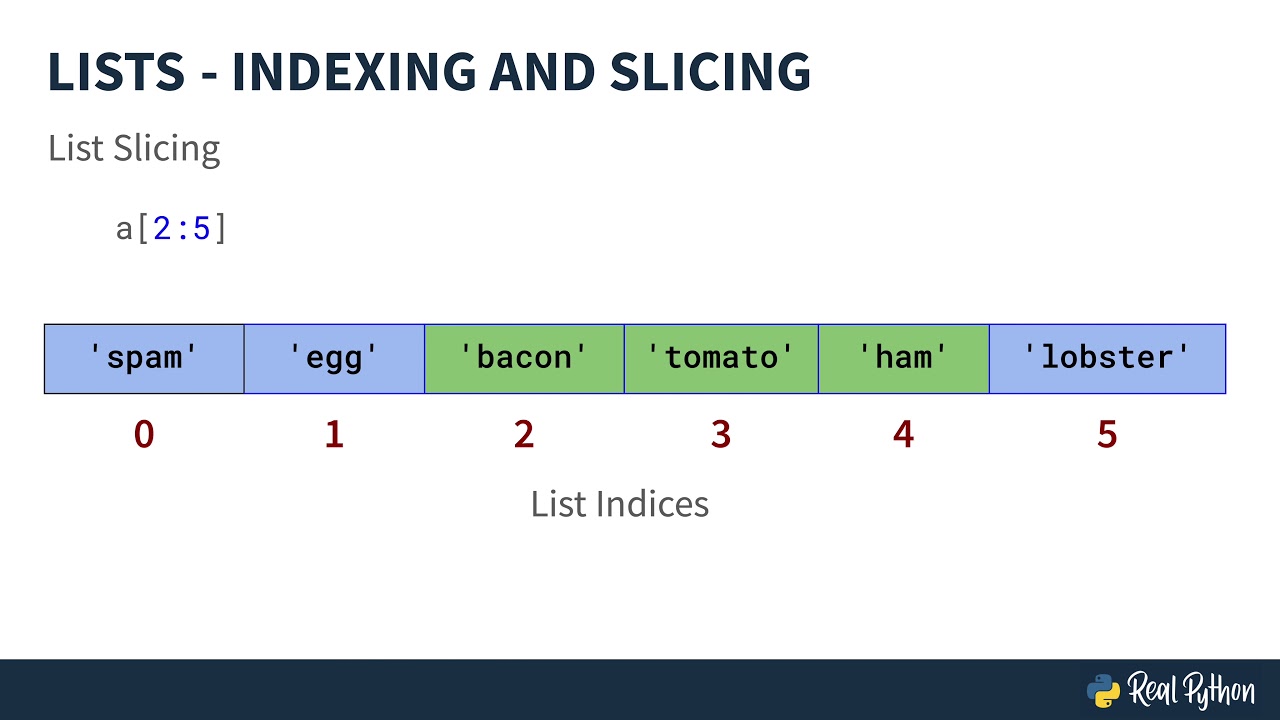 LISTS - INDEXING AND SLICING
List Slicing
a[2:5]
'spam' 'egg' 'bacon' 'tomato' 'ham' 'lobster'
0 1 2 3 4 5
List Indices
Real Python